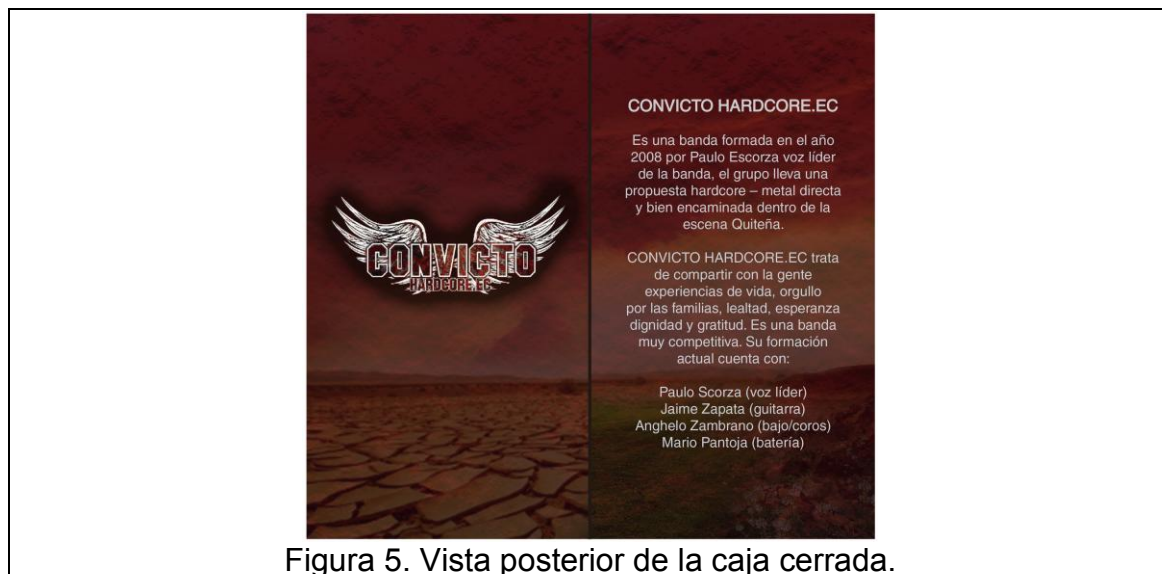 CONVICTO
HARDCORE.EC
CONVICTO HARDCORE.EC
Es una banda formada en el año
2008 por Paulo Escorza voz líder
de la banda, el grupo lleva una
propuesta hardcore – metal directa
y bien encaminada dentro de la
escena Quiteña.
CONVICTO HARDCORE.EC trata
de compartir con la gente
experiencias de vida, orgullo
por las familias, lealtad, esperanza
dignidad y gratitud. Es una banda
muy competitiva. Su formación
actual cuenta con:
Paulo Scorza (voz líder)
Jaime Zapata (guitarra)
Anghelo Zambrano (bajo/coros)
Mario Pantoja (batería)
Figura 5. Vista posterior de la caja cerrada.